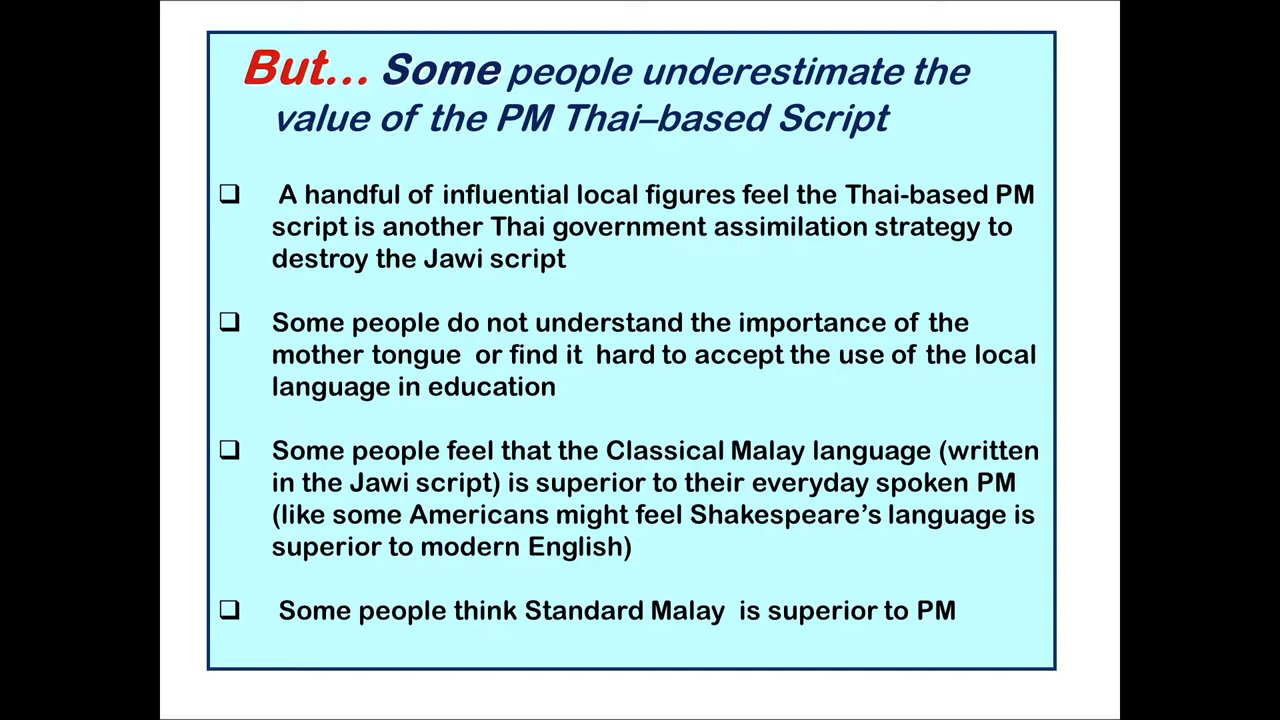 But... Some people underestimate the
value of the PM Thai–based Script
❑ A handful of influential local figures feel the Thai-based PM
script is another Thai government assimilation strategy to
destroy the Jawi script
❑ Some people do not understand the importance of the
mother tongue or find it hard to accept the use of the local
language in education
❑ Some people feel that the Classical Malay language (written
in the Jawi script) is superior to their everyday spoken PM
(like some Americans might feel Shakespeare’s language is
superior to modern English)
❑ Some people think Standard Malay is superior to PM